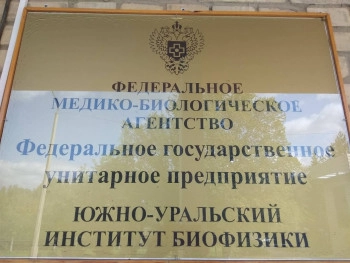 ФЕДЕРАЛЬНОЕ
МЕДИКО-БИОЛОГИЧЕСКОЕ
АГЕНТСТВО
Федеральное государственное
унитарное предприятие
ЮЖНО-УРАЛЬСКИЙ
ИНСТИТУТ БИОФИЗИКИ